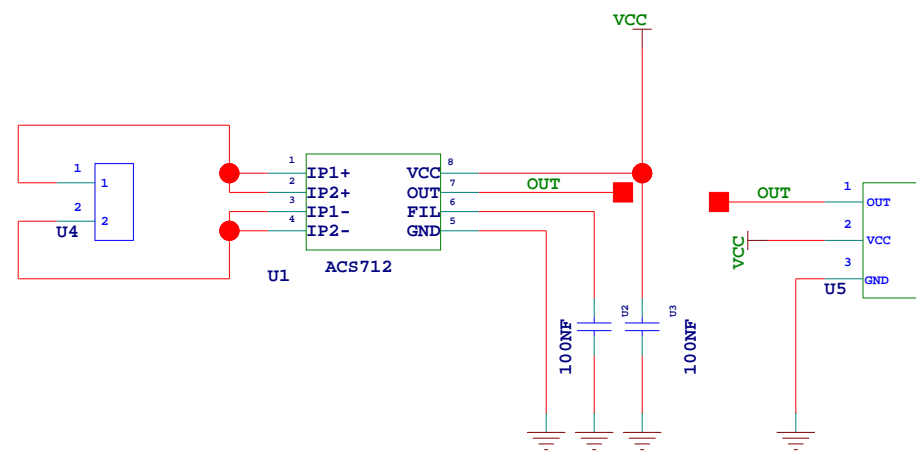 VCC
1
1
2
2
U4
1
2
3
4
IP1+
IP2+
IP1-
IP2-
VCC
OUT
FIL
GND
8
7
6
5
OUT
U1
ACS712
100NF
U2
U3
100NF
OUT
VCC
1
2
3
OUT
VCC
GND
U5